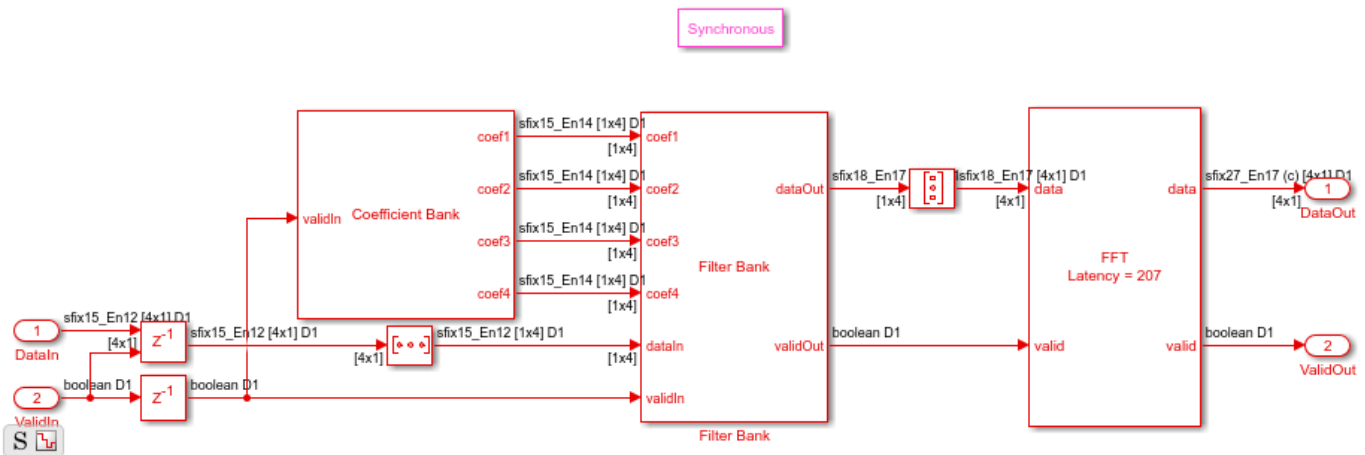 Synchronous
sfix15_En14 [1x4] D1
coef1
coef1
[1x4]
sfix15_En14 [1x4] D1
coef2
coef2
[1x4]
sfix18_En17
dataOut
[1x4]
sfix18_En17 [4x1] D1
data
[4x1]
sfix27_En17 (c) [4x1] D1
data
1
[4x1]
DataOut
validIn
Coefficient Bank
sfix15_En14 [1x4] D1
coef3
coef3
[1x4]
Filter Bank
FFT
Latency = 207
sfix15_En14 [1x4] D1
coef4
coef4
[1x4]
sfix15_En12 [4x1] D1
1
DataIn
[4x1]
z-1
sfix15_En12 [4x1] D1
[4x1]
sfix15_En12 [1x4] D1
dataIn
[1x4]
boolean D1
validOut
valid
boolean D1
valid
2
ValidOut
boolean D1
2
ValidIn
z-1
boolean D1
validIn
Filter Bank
S